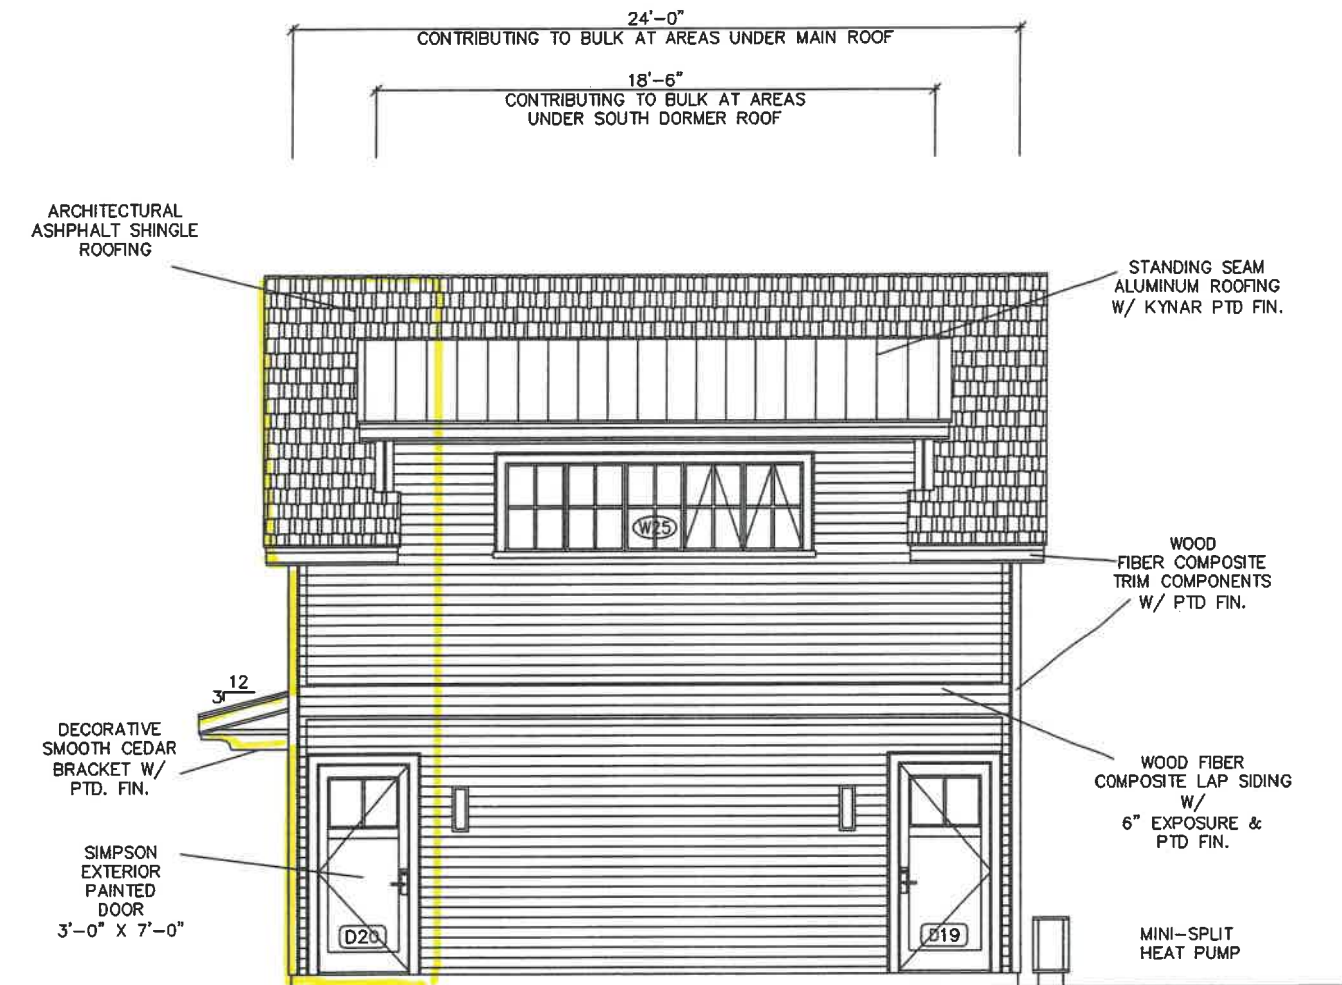 24'-0"
CONTRIBUTING TO BULK AT AREAS UNDER MAIN ROOF
18'-6"
CONTRIBUTING TO BULK AT AREAS
UNDER SOUTH DORMER ROOF
ARCHITECTURAL
ASHPHALT SHINGLE
ROOFING
STANDING SEAM
ALUMINUM ROOFING
W/ KYNAR PTD FIN.
W25
WOOD
FIBER COMPOSITE
TRIM COMPONENTS
W/ PTD FIN.
12
3
DECORATIVE
SMOOTH CEDAR
BRACKET W/
PTD. FIN.
WOOD FIBER
COMPOSITE LAP SIDING
W/
6" EXPOSURE &
PTD FIN.
SIMPSON
EXTERIOR
PAINTED
DOOR
3'-0" X 7'-0"
D20
D19
MINI-SPLIT
HEAT PUMP